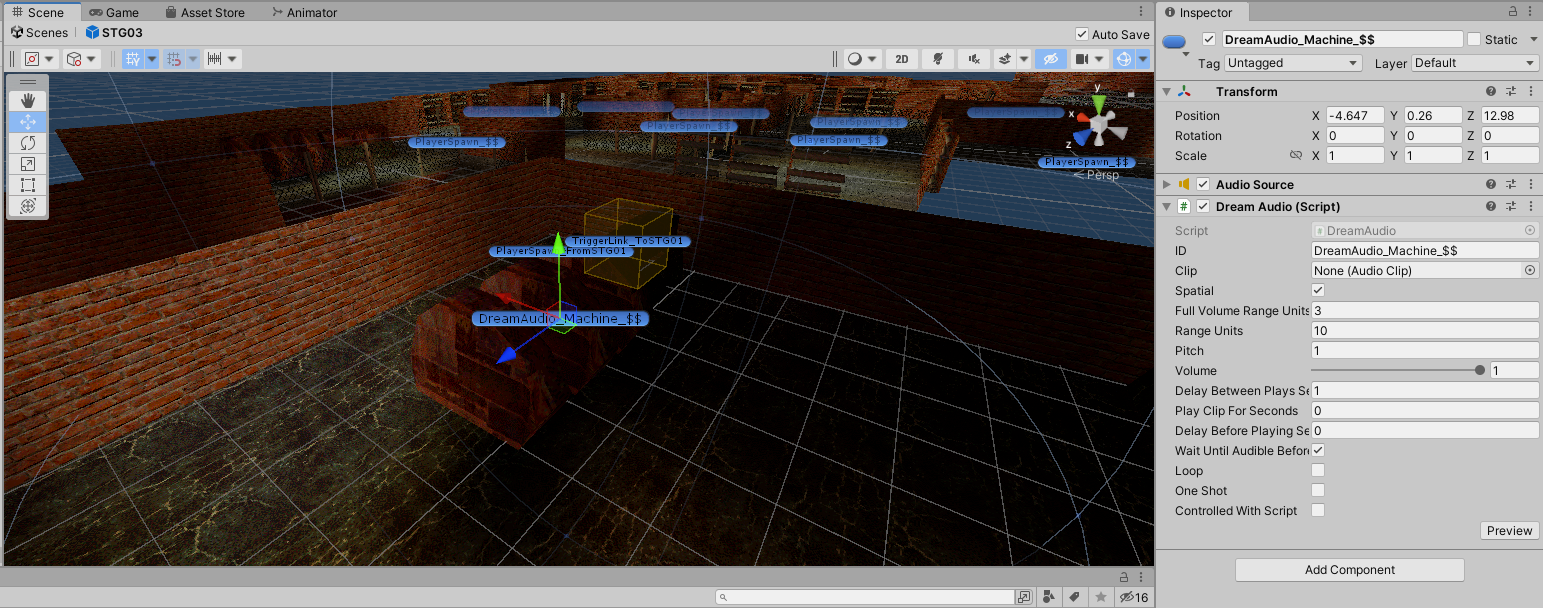 Scene Game Asset Store Animator
Scenes STG03
Auto Save
2D
PlayerSpawn_$$
PlayerSpawn_$$
PlayerSpawn_$$
PlayerSpawn_$$
PlayerSpawn_$$
PlayerSpawn_$$
y
x
z
Persp
TriggerLink_ToSTG01
PlayerSpawn_FromSTG01
DreamAudio_Machine_$$
16
Inspector
DreamAudio_Machine_$$ Static
Tag Untagged Layer Default
Transform
Position X -4.647 Y 0.26 Z 12.98
Rotation X 0 Y 0 Z 0
Scale X 1 Y 1 Z 1
Audio Source
# Dream Audio (Script)
Script # DreamAudio
ID DreamAudio_Machine_$$
Clip None (Audio Clip)
Spatial
Full Volume Range Units 3
Range Units 10
Pitch 1
Volume 1
Delay Between Plays Se 1
Play Clip For Seconds 0
Delay Before Playing Se 0
Wait Until Audible Befor
Loop
One Shot
Controlled With Script
Preview
Add Component